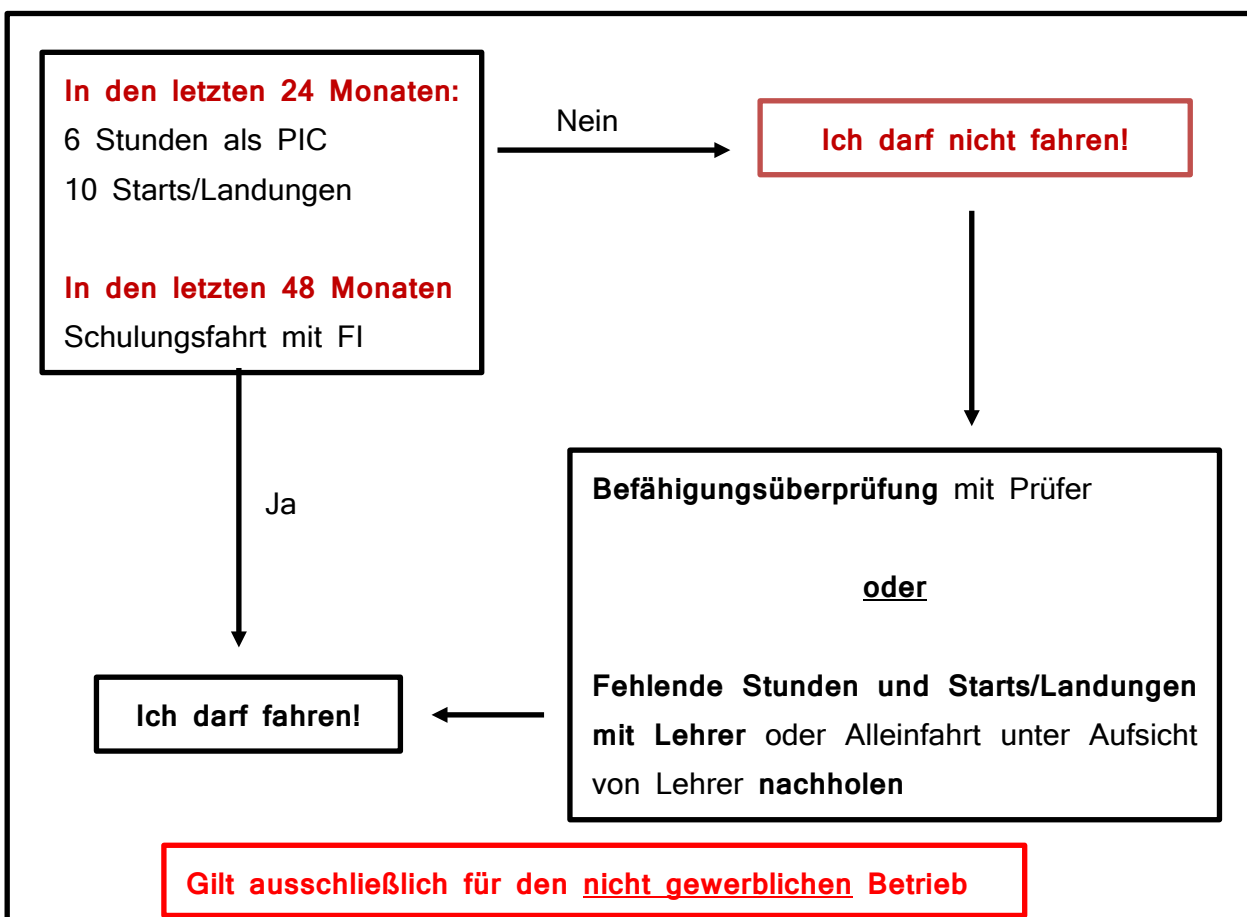 In den letzten 24 Monaten:
6 Stunden als PIC
10 Starts/Landungen
In den letzten 48 Monaten
Schulungsfahrt mit FI
Nein
Ich darf nicht fahren!
Ja
Befähigungsüberprüfung mit Prüfer
oder
Fehlende Stunden und Starts/Landungen
mit Lehrer oder Alleinfahrt unter Aufsicht
von Lehrer nachholen
Ich darf fahren!
Gilt ausschließlich für den nicht gewerblichen Betrieb